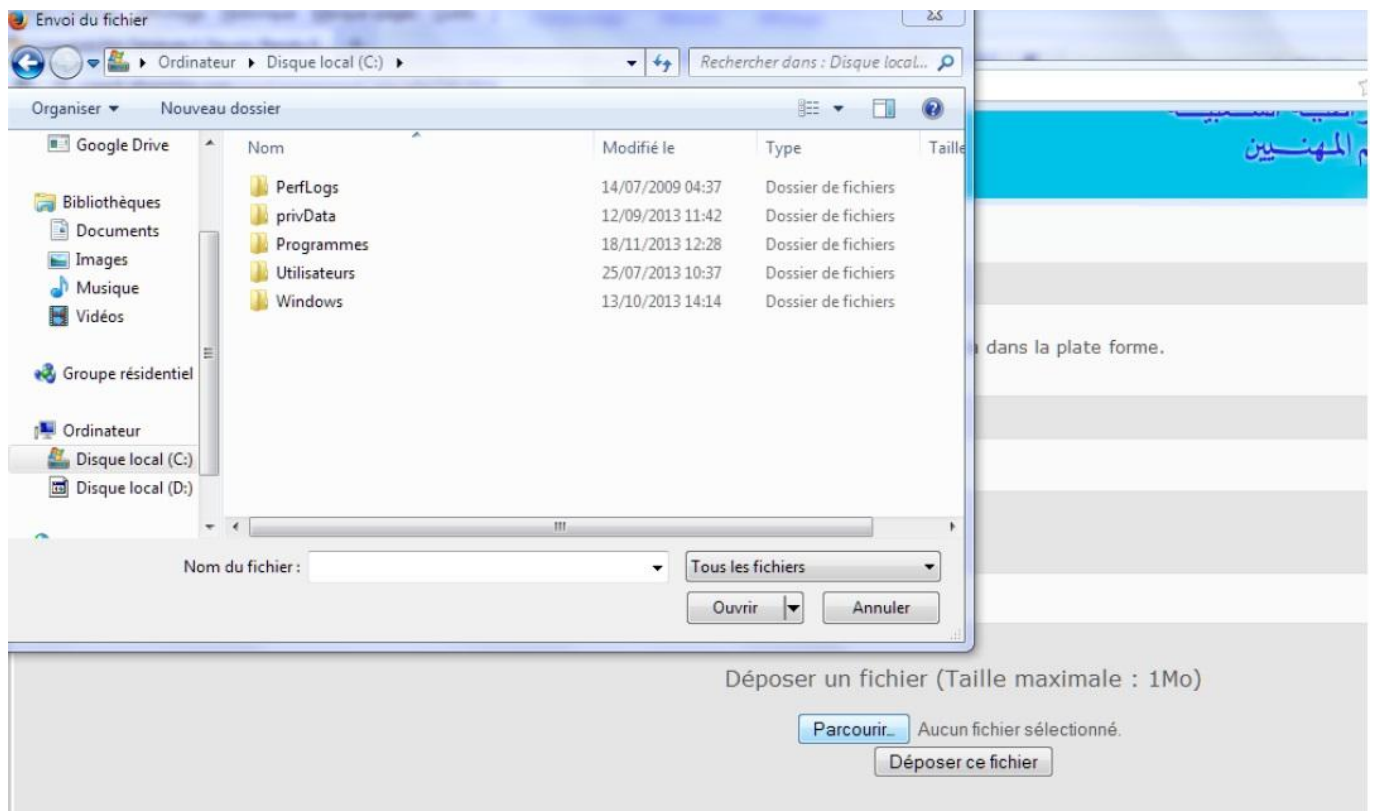 Envoi du fichier
Ordinateur Disque local (C:)
Rechercher dans : Disque local...
Organiser Nouveau dossier
Google Drive
Bibliothèques
Documents
Images
Musique
Vidéos
Groupe résidentiel
Ordinateur
Disque local (C:)
Disque local (D:)
Nom Modifié le Type Taille
PerfLogs 14/07/2009 04:37 Dossier de fichiers
privData 12/09/2013 11:42 Dossier de fichiers
Programmes 18/11/2013 12:28 Dossier de fichiers
Utilisateurs 25/07/2013 10:37 Dossier de fichiers
Windows 13/10/2013 14:14 Dossier de fichiers
Nom du fichier :
Tous les fichiers
Ouvrir Annuler
المهنـــيين
dans la plate forme.
Déposer un fichier (Taille maximale : 1Mo)
Parcourir... Aucun fichier sélectionné.
Déposer ce fichier